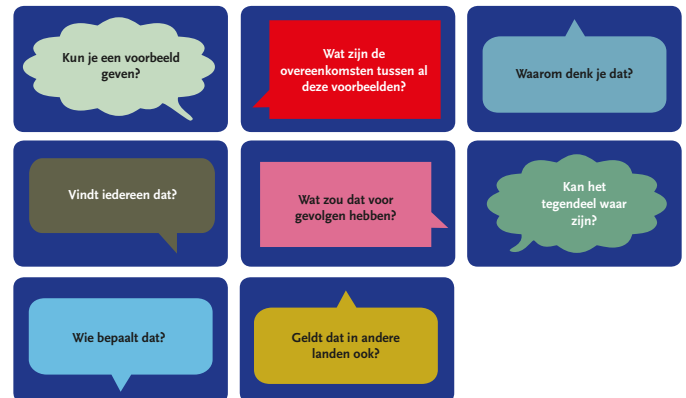 Kun je een voorbeeld
geven?
Wat zijn de
overeenkomsten tussen al
deze voorbeelden?
Waarom denk je dat?
Vindt iedereen dat?
Wat zou dat voor
gevolgen hebben?
Kan het
tegendeel waar
zijn?
Wie bepaalt dat?
Geldt dat in andere
landen ook?